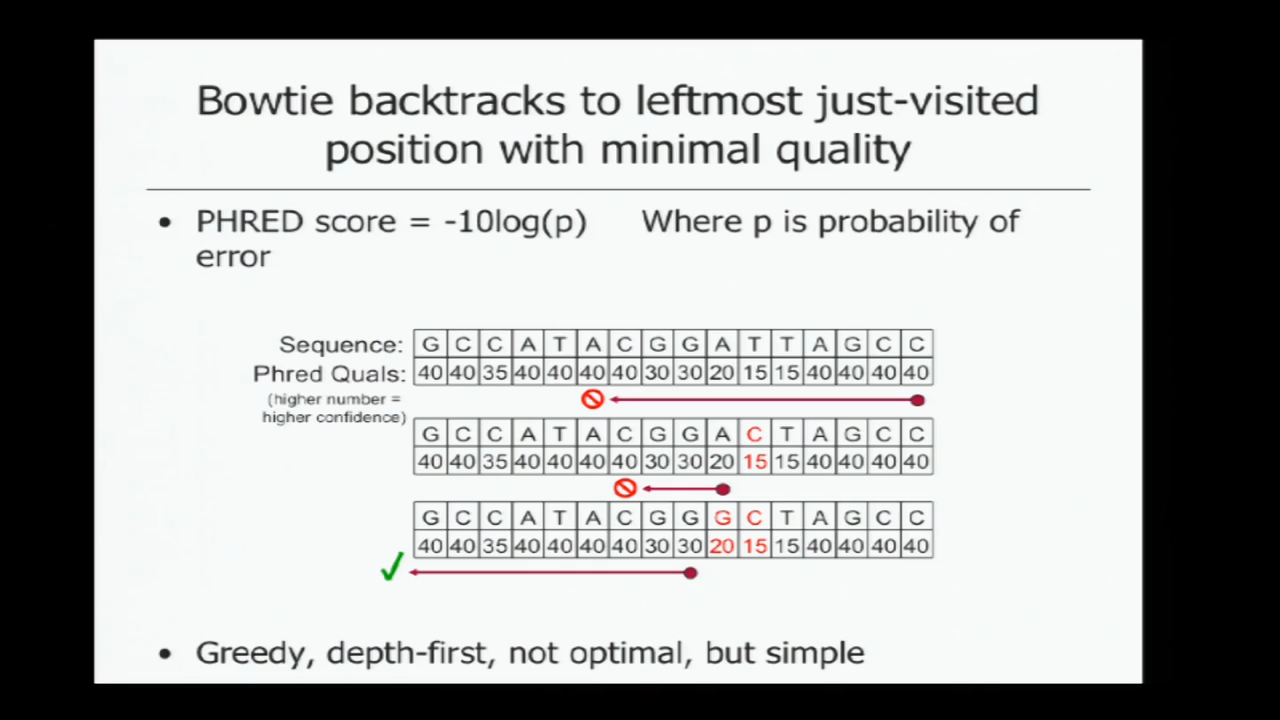 Bowtie backtracks to leftmost just-visited
position with minimal quality
• PHRED score = -10log(p) Where p is probability of
error
Sequence: G C C A T A C G G A T T A G C C
Phred Quals: 40 40 35 40 40 40 40 30 30 20 15 15 40 40 40 40
(higher number =
higher confidence)
G C C A T A C G G A C T A G C C
40 40 35 40 40 40 40 30 30 20 15 15 40 40 40 40
G C C A T A C G G G C T A G C C
40 40 35 40 40 40 40 30 30 20 15 15 40 40 40 40
• Greedy, depth-first, not optimal, but simple